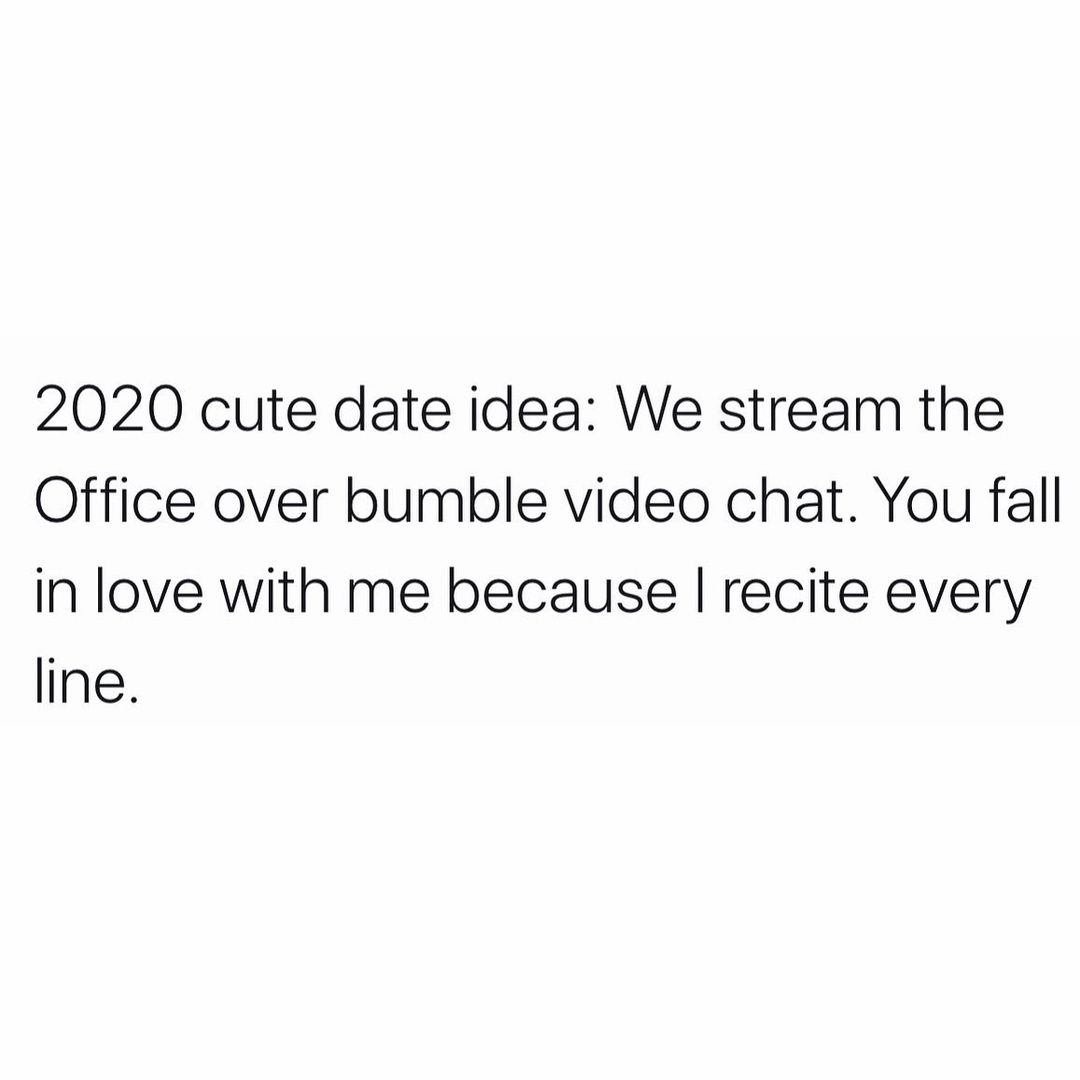 2020 cute date idea: We stream the
Office over bumble video chat. You fall
in love with me because I recite every
line.